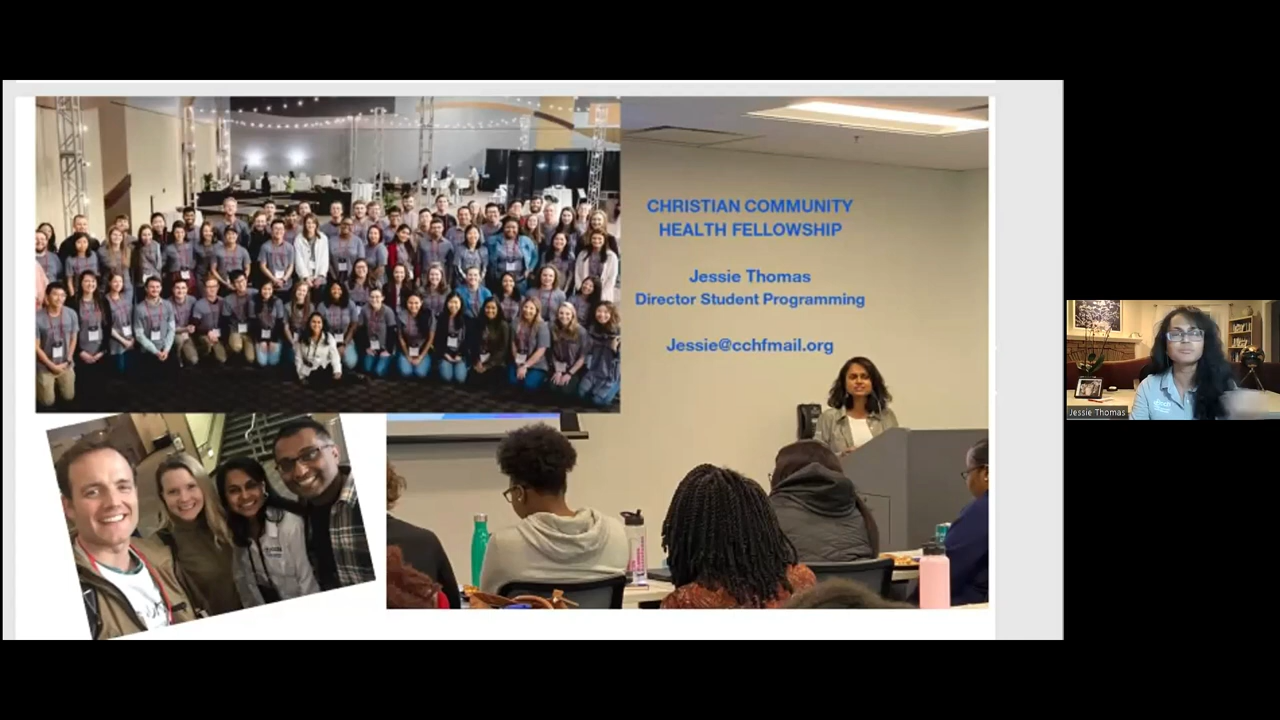 CHRISTIAN COMMUNITY
HEALTH FELLOWSHIP
Jessie Thomas
Director Student Programming
Jessie@cchfmail.org
Jessie Thomas